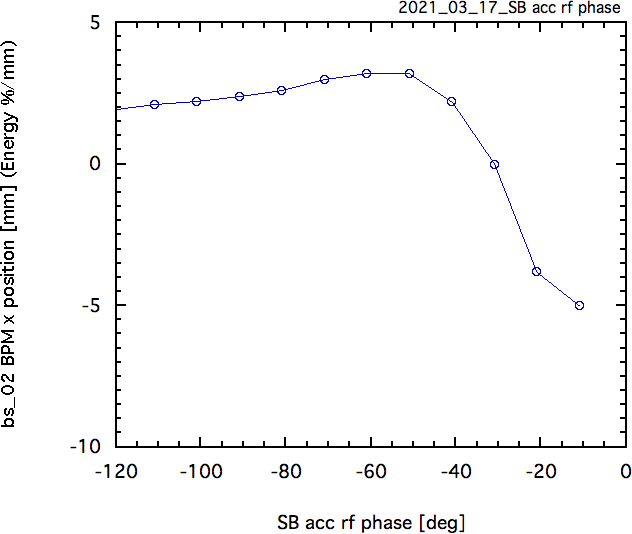 2021_03_17_SB acc rf phase
bs_02 BPM x position [mm] (Energy %/mm)
5
0
-5
-10
-120 -100 -80 -60 -40 -20 0
SB acc rf phase [deg]